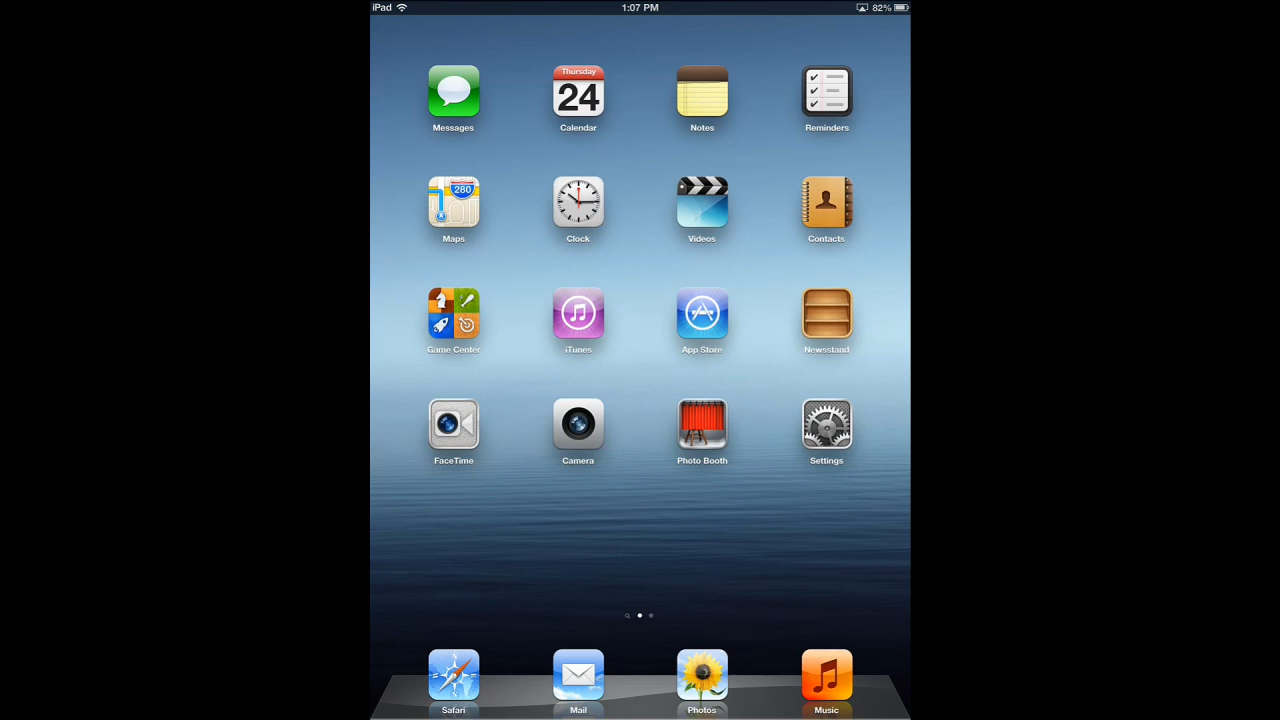 iPad 1:07 PM 82%
Thursday
24
Messages Calendar Notes Reminders
280
Maps Clock Videos Contacts
Game Center iTunes App Store Newsstand
FaceTime Camera Photo Booth Settings
Safari Mail Photos Music